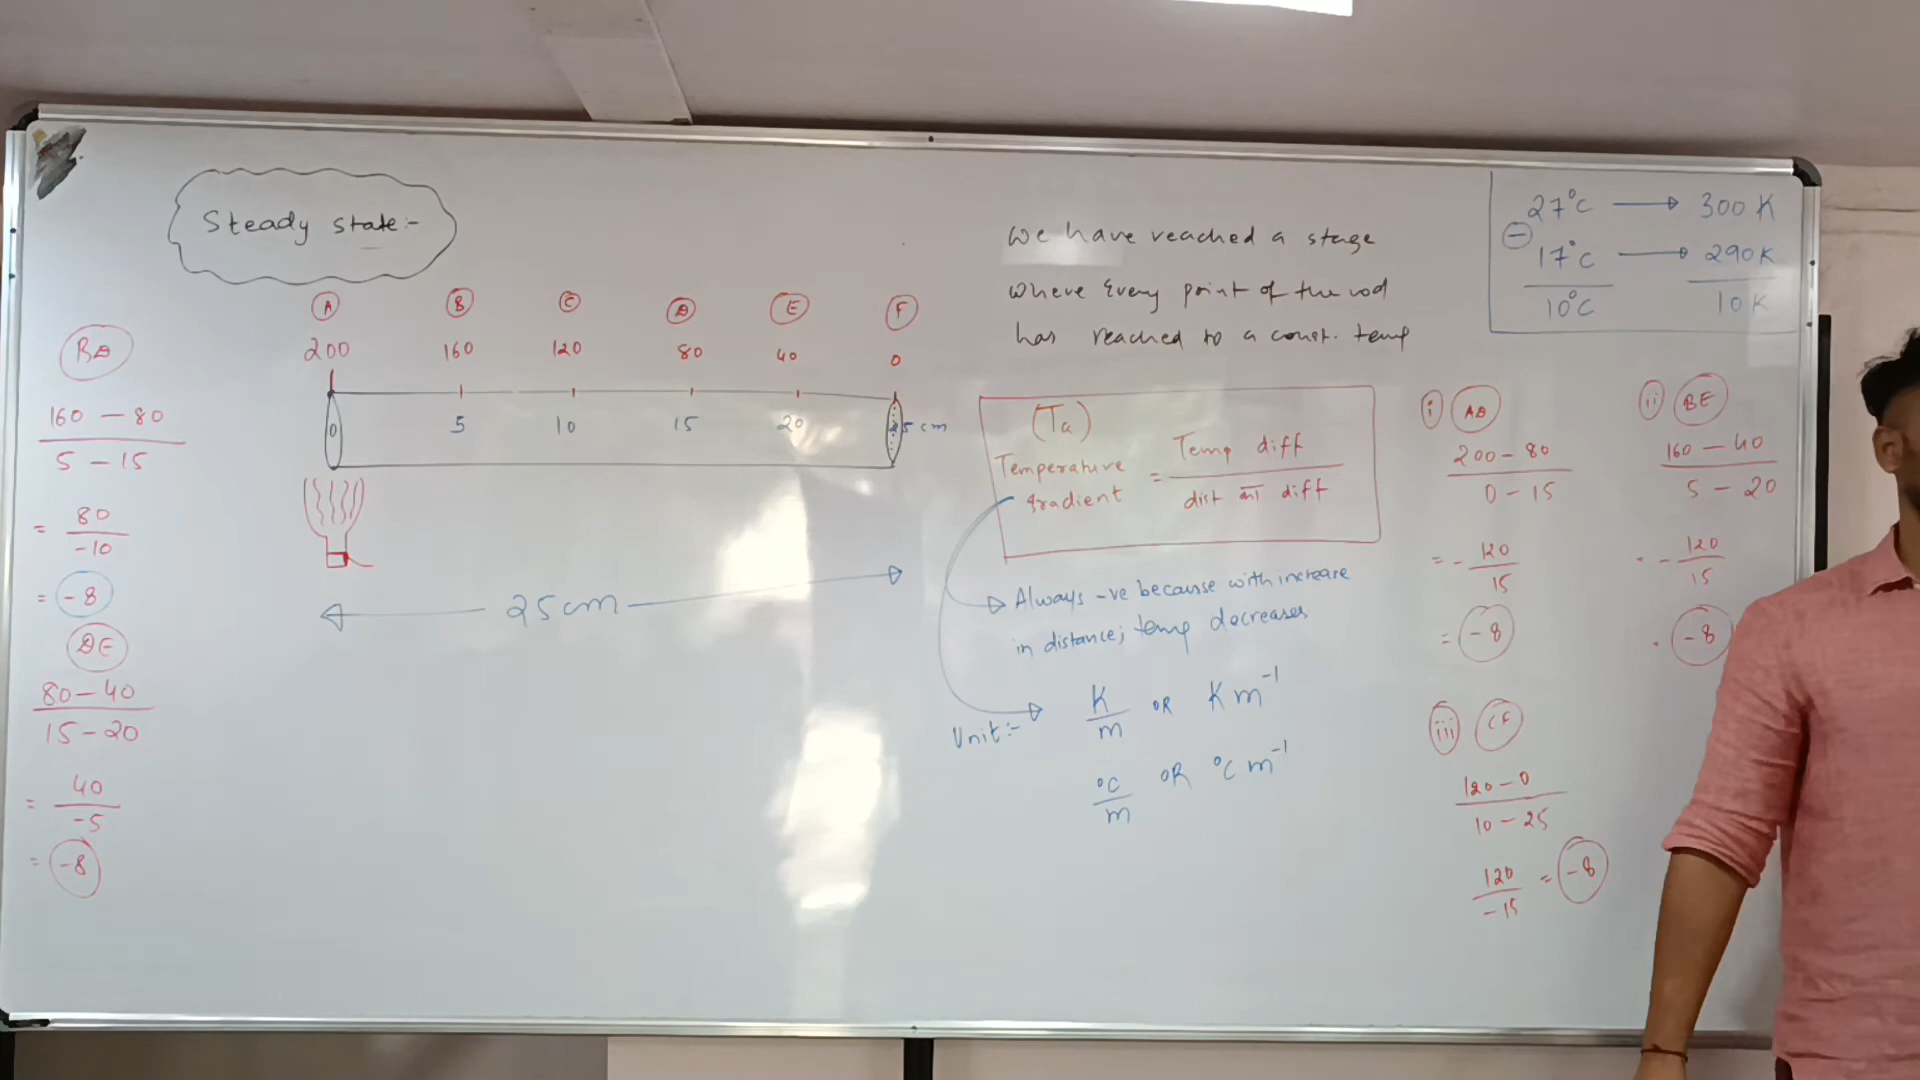 Steady state:-
A B C D E F
200 160 120 80 40 0
0 5 10 15 20 25 cm
25cm
BD
160 - 80
5 - 15
= 80
-10
= -8
DE
80 - 40
15 - 20
= 40
-5
= -8
we have reached a stage
where every point of the rod
has reached to a const. temp
Temperature gradient = Temp diff
dist diff
Always -ve because with increase
in distance; temp decreases
Unit:- K/m OR K m⁻¹
°C/m OR °C m⁻¹
27°C → 300 K
⊖ 17°C → 290K
10°C 10K
i AD
200 - 80
0 - 15
= - 120
15
= -8
ii BE
160 - 40
5 - 20
- 120
15
-8
iii CF
120 - 0
10 - 25
120
-15
= -8